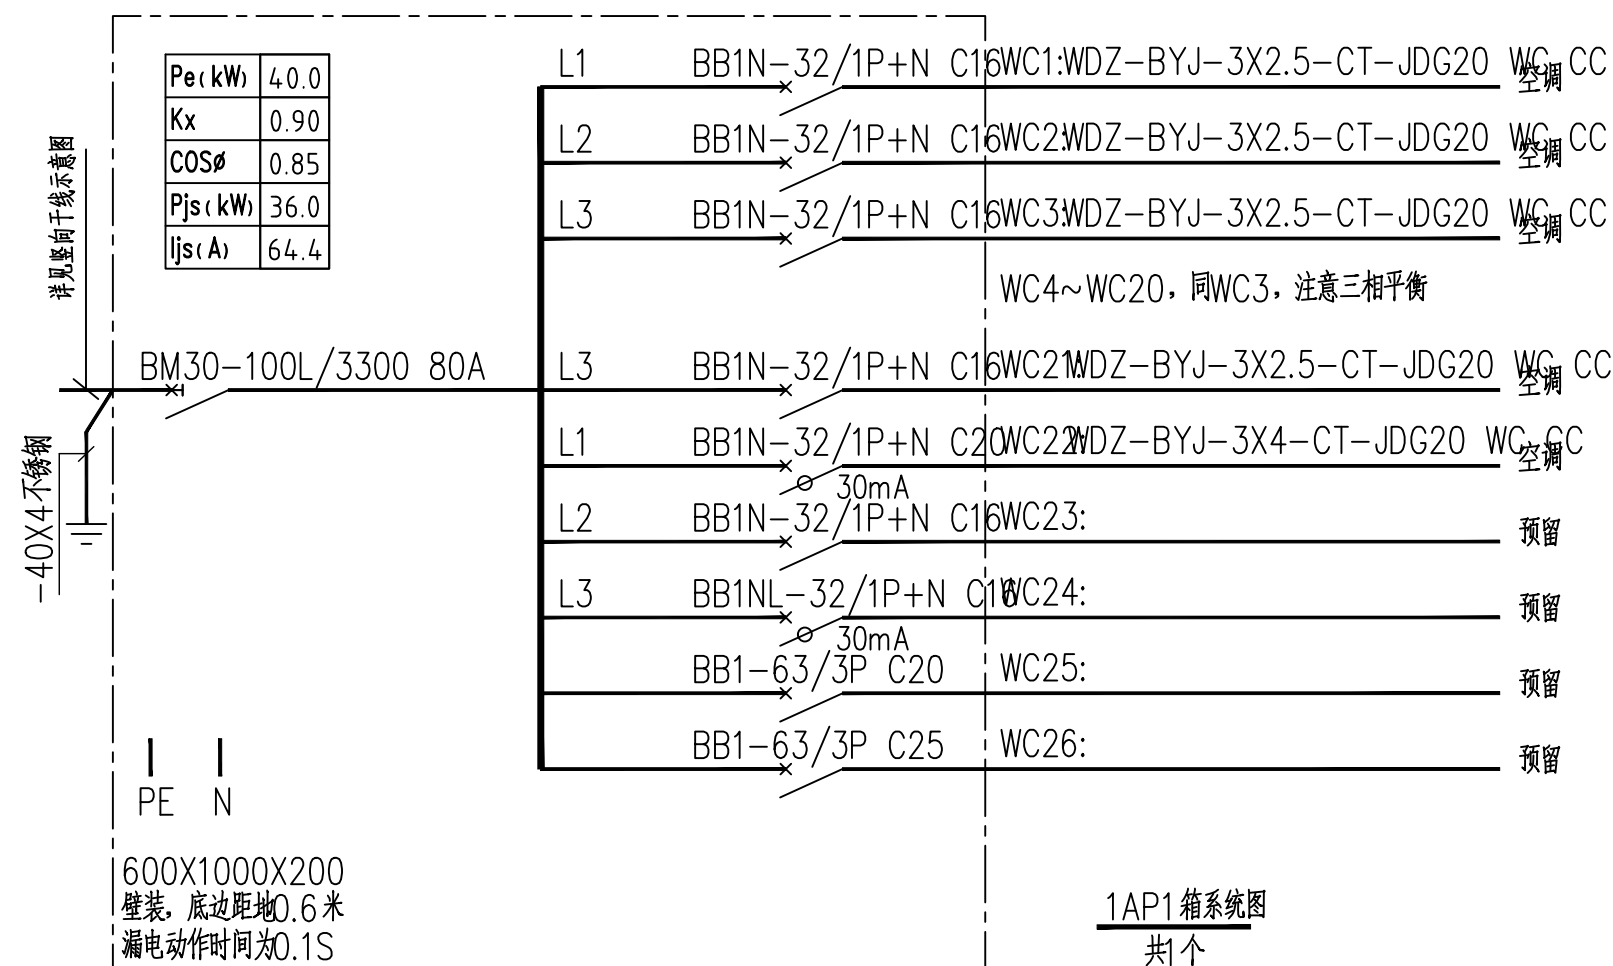 Pe(kW) 40.0
Kx 0.90
COSø 0.85
Pjs(kW) 36.0
Ijs(A) 64.4
详见竖向干线示意图
BM30-100L/3300 80A
-40X4不锈钢
L1 BB1N-32/1P+N C16 WC1:WDZ-BYJ-3X2.5-CT-JDG20 WC CC 空调
L2 BB1N-32/1P+N C16 WC2:WDZ-BYJ-3X2.5-CT-JDG20 WC CC 空调
L3 BB1N-32/1P+N C16 WC3:WDZ-BYJ-3X2.5-CT-JDG20 WC CC 空调
WC4~WC20，同WC3，注意三相平衡
L3 BB1N-32/1P+N C16 WC21:WDZ-BYJ-3X2.5-CT-JDG20 WC CC 空调
L1 BB1N-32/1P+N C20 WC22:WDZ-BYJ-3X4-CT-JDG20 WC CC 空调
30mA
L2 BB1N-32/1P+N C16 WC23: 预留
L3 BB1NL-32/1P+N C16 WC24: 预留
30mA
BB1-63/3P C20 WC25: 预留
BB1-63/3P C25 WC26: 预留
PE N
600X1000X200
壁装，底边距地0.6米
漏电动作时间为0.1S
1AP1箱系统图
共1个